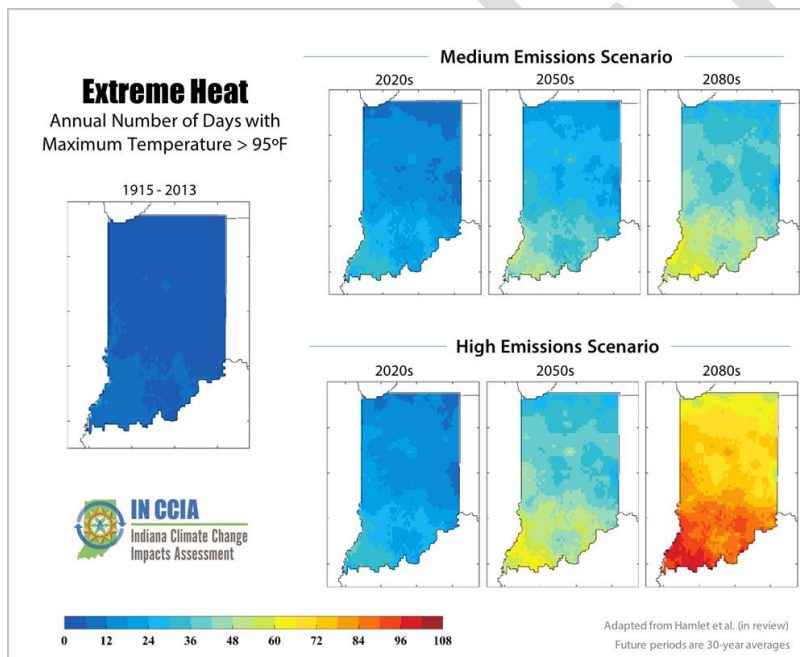 Extreme Heat
Annual Number of Days with
Maximum Temperature > 95ºF
1915 - 2013
Medium Emissions Scenario
2020s
2050s
2080s
High Emissions Scenario
2020s
2050s
2080s
IN CCIA
Indiana Climate Change
Impacts Assessment
0 12 24 36 48 60 72 84 96 108
Adapted from Hamlet et al. (in review)
Future periods are 30-year averages